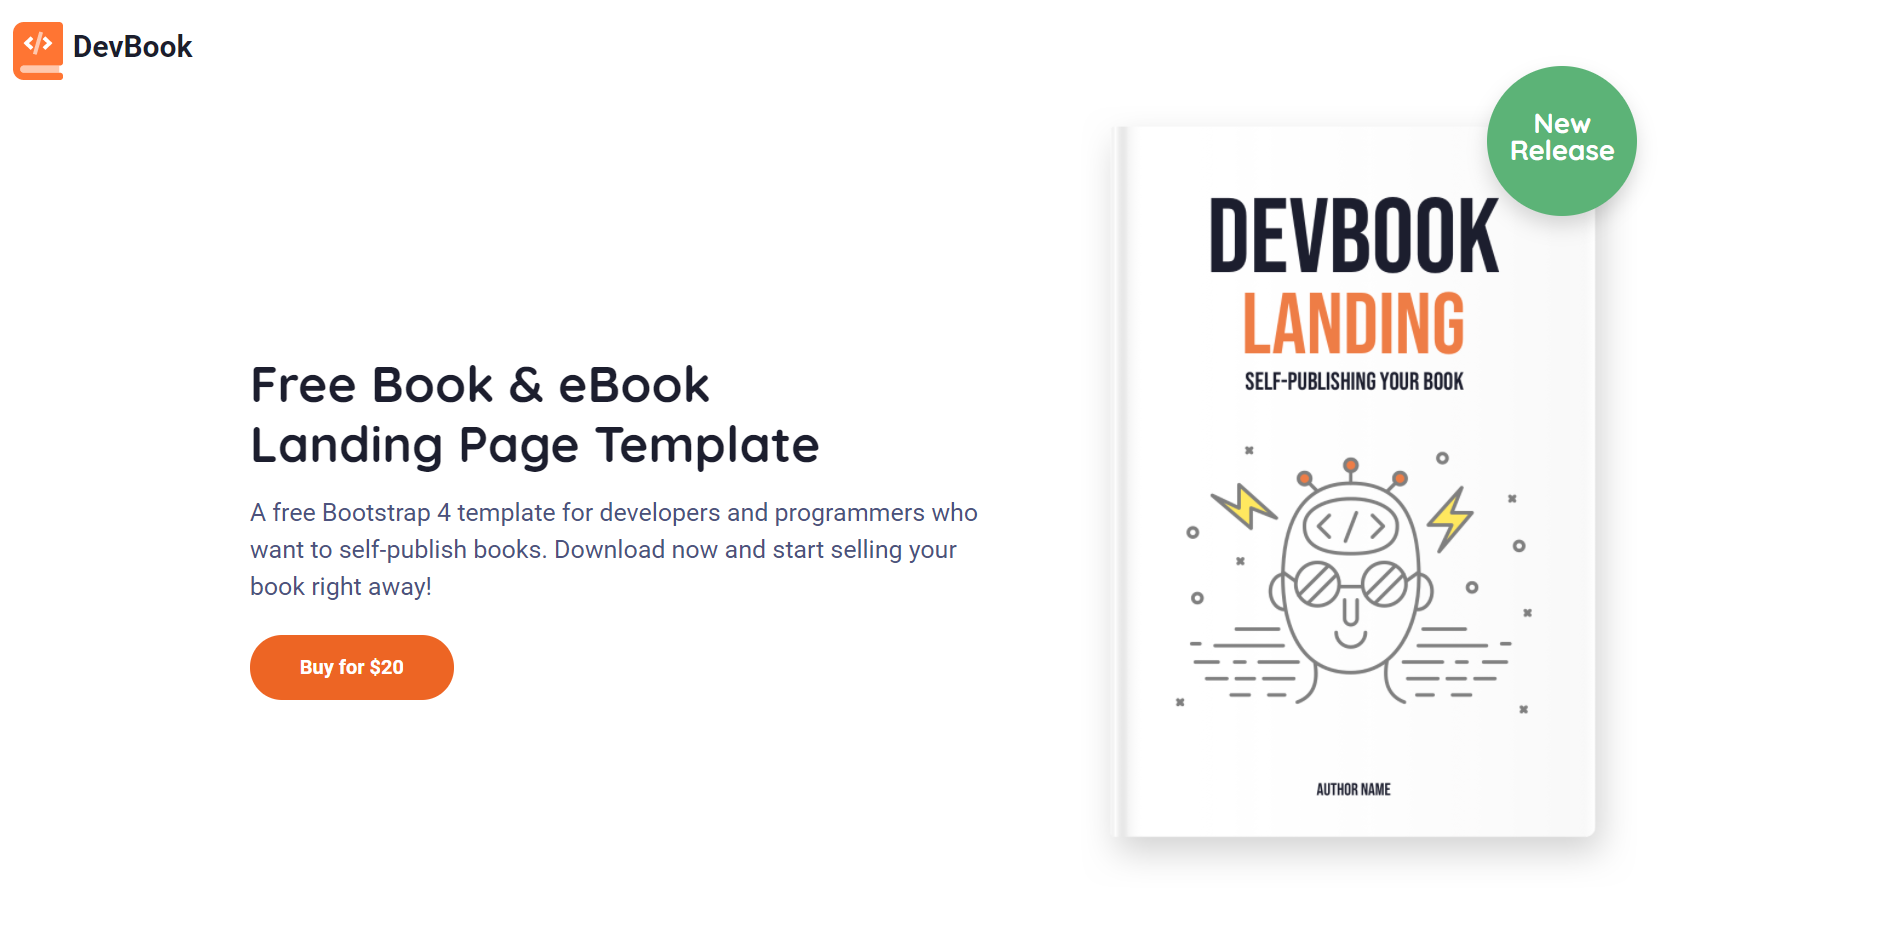 DevBook
New
Release
DEVBOOK
LANDING
SELF-PUBLISHING YOUR BOOK
Free Book & eBook
Landing Page Template
A free Bootstrap 4 template for developers and programmers who
want to self-publish books. Download now and start selling your
book right away!
Buy for $20
AUTHOR NAME